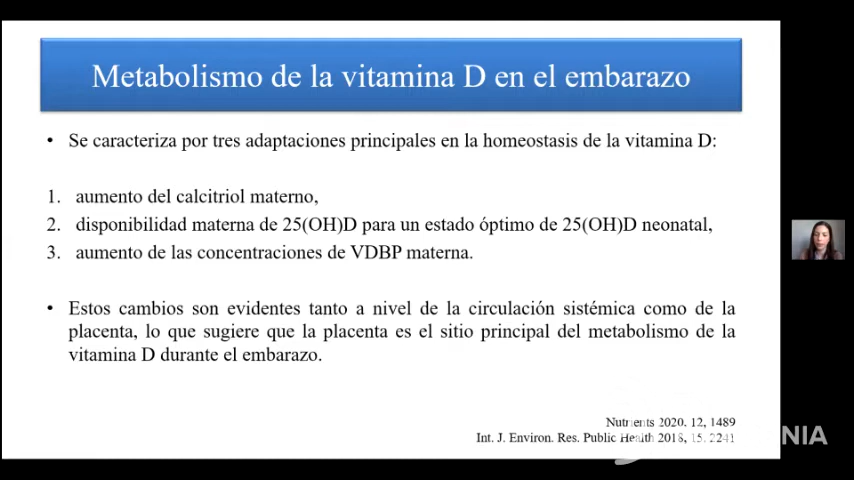 Metabolismo de la vitamina D en el embarazo
• Se caracteriza por tres adaptaciones principales en la homeostasis de la vitamina D:
1. aumento del calcitriol materno,
2. disponibilidad materna de 25(OH)D para un estado óptimo de 25(OH)D neonatal,
3. aumento de las concentraciones de VDBP materna.
• Estos cambios son evidentes tanto a nivel de la circulación sistémica como de la
placenta, lo que sugiere que la placenta es el sitio principal del metabolismo de la
vitamina D durante el embarazo.
Nutrients 2020. 12, 1489
Int. J. Environ. Res. Public Health 2018, 15, 2241